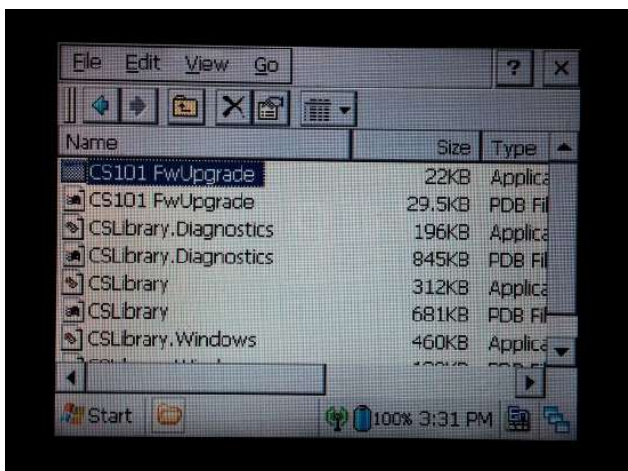 File Edit View Go ? ×
Name Size Type
CS101 FwUpgrade 22KB Applica
CS101 FwUpgrade 29.5KB PDB Fil
CSLibrary.Diagnostics 196KB Applica
CSLibrary.Diagnostics 845KB PDB Fil
CSLibrary 312KB Applica
CSLibrary 681KB PDB Fil
CSLibrary.Windows 460KB Applica
Start 100% 3:31 PM